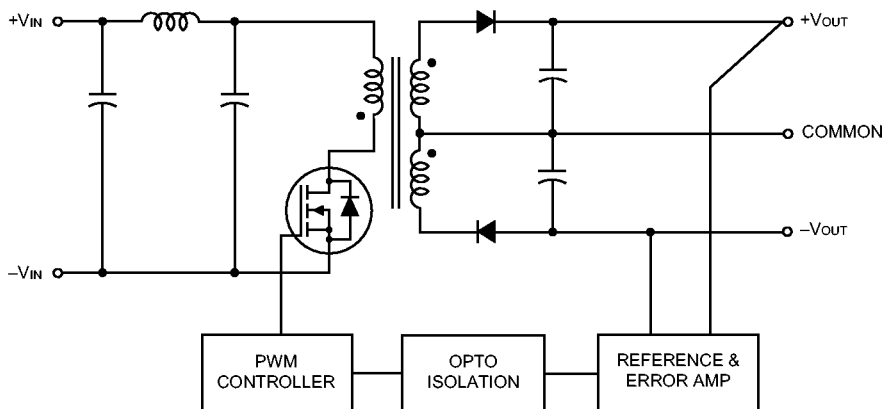 +VIN
+VOUT
COMMON
–VOUT
–VIN
PWM
CONTROLLER
OPTO
ISOLATION
REFERENCE &
ERROR AMP